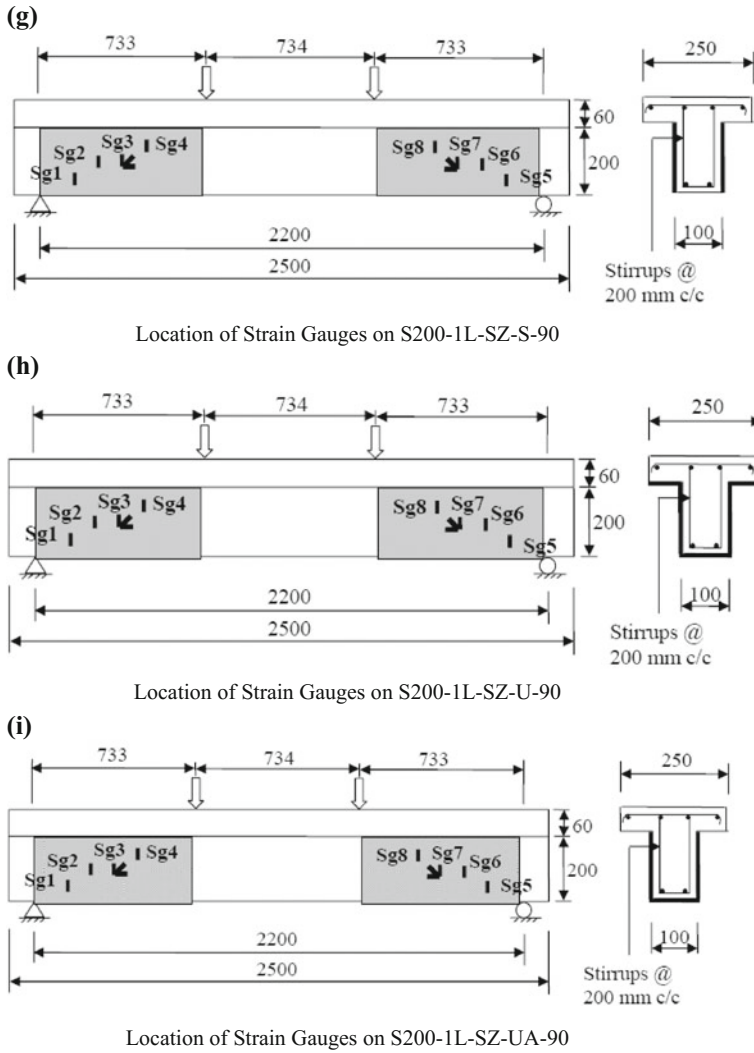 (g)
733 734 733 250
60
Sg3 Sg4 Sg8 Sg7
Sg2 Sg6
Sg1 Sg5
200
2200
100
2500
Stirrups @
200 mm c/c
Location of Strain Gauges on S200-1L-SZ-S-90
(h)
733 734 733 250
60
Sg3 Sg4 Sg8 Sg7
Sg2 Sg6
Sg1 Sg5
200
2200
100
2500
Stirrups @
200 mm c/c
Location of Strain Gauges on S200-1L-SZ-U-90
(i)
733 734 733 250
60
Sg3 Sg4 Sg8 Sg7
Sg2 Sg6
Sg1 Sg5
200
2200
100
2500
Stirrups @
200 mm c/c
Location of Strain Gauges on S200-1L-SZ-UA-90